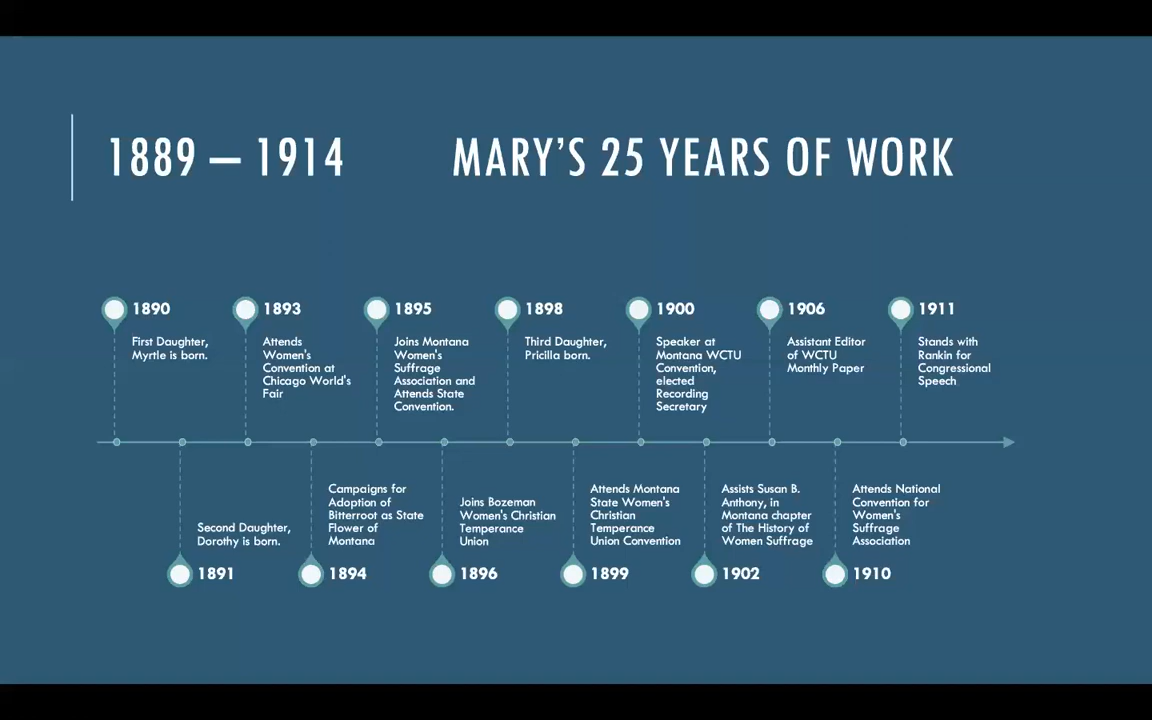 1889 – 1914 MARY'S 25 YEARS OF WORK
1890
First Daughter,
Myrtle is born.
1891
Second Daughter,
Dorothy is born.
1893
Attends
Women's
Convention at
Chicago World's
Fair
1894
Campaigns for
Adoption of
Bitterroot as State
Flower of
Montana
1895
Joins Montana
Women's
Suffrage
Association and
Attends State
Convention.
1896
Joins Bozeman
Women's Christian
Temperance
Union
1898
Third Daughter,
Pricilla born.
1899
Attends Montana
State Women's
Christian
Temperance
Union Convention
1900
Speaker at
Montana WCTU
Convention,
elected
Recording
Secretary
1902
Assists Susan B.
Anthony, in
Montana chapter
of The History of
Women Suffrage
1906
Assistant Editor
of WCTU
Monthly Paper
1910
Attends National
Convention for
Women's
Suffrage
Association
1911
Stands with
Rankin for
Congressional
Speech